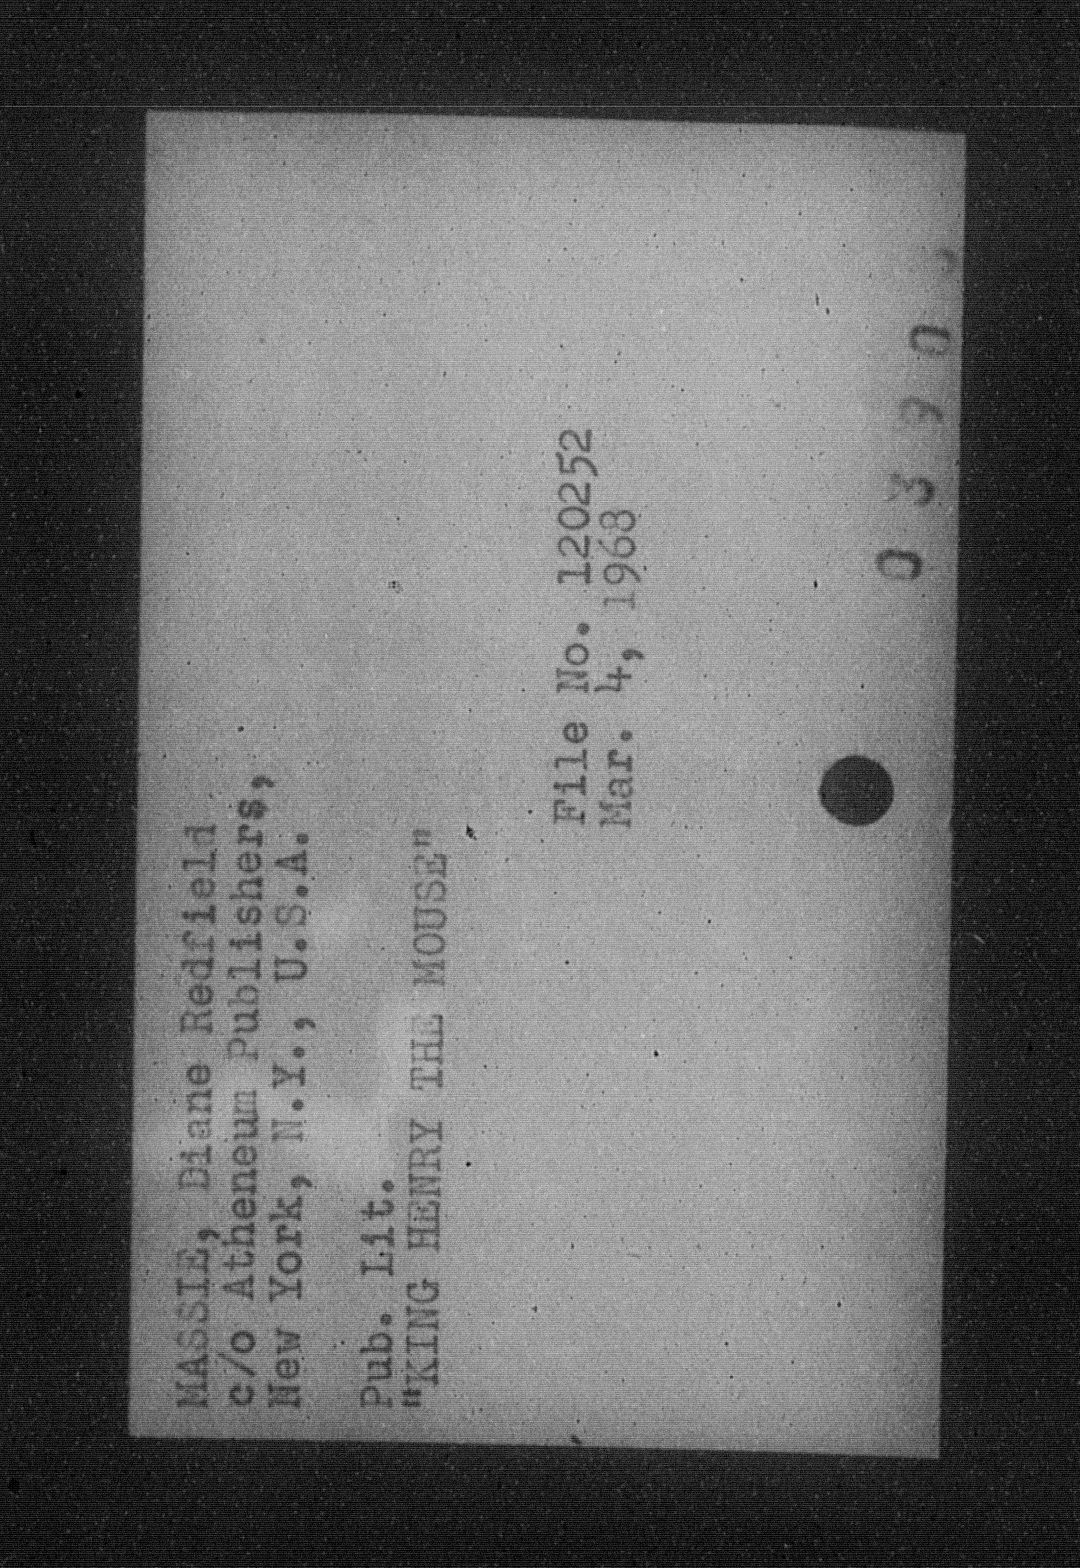 MASSIE, Diane Redfield
c/o Atheneum Publishers,
New York, N.Y., U.S.A.
Pub. Lit.
"KING HENRY THE MOUSE"
File No. 120252
Mar. 4, 1968